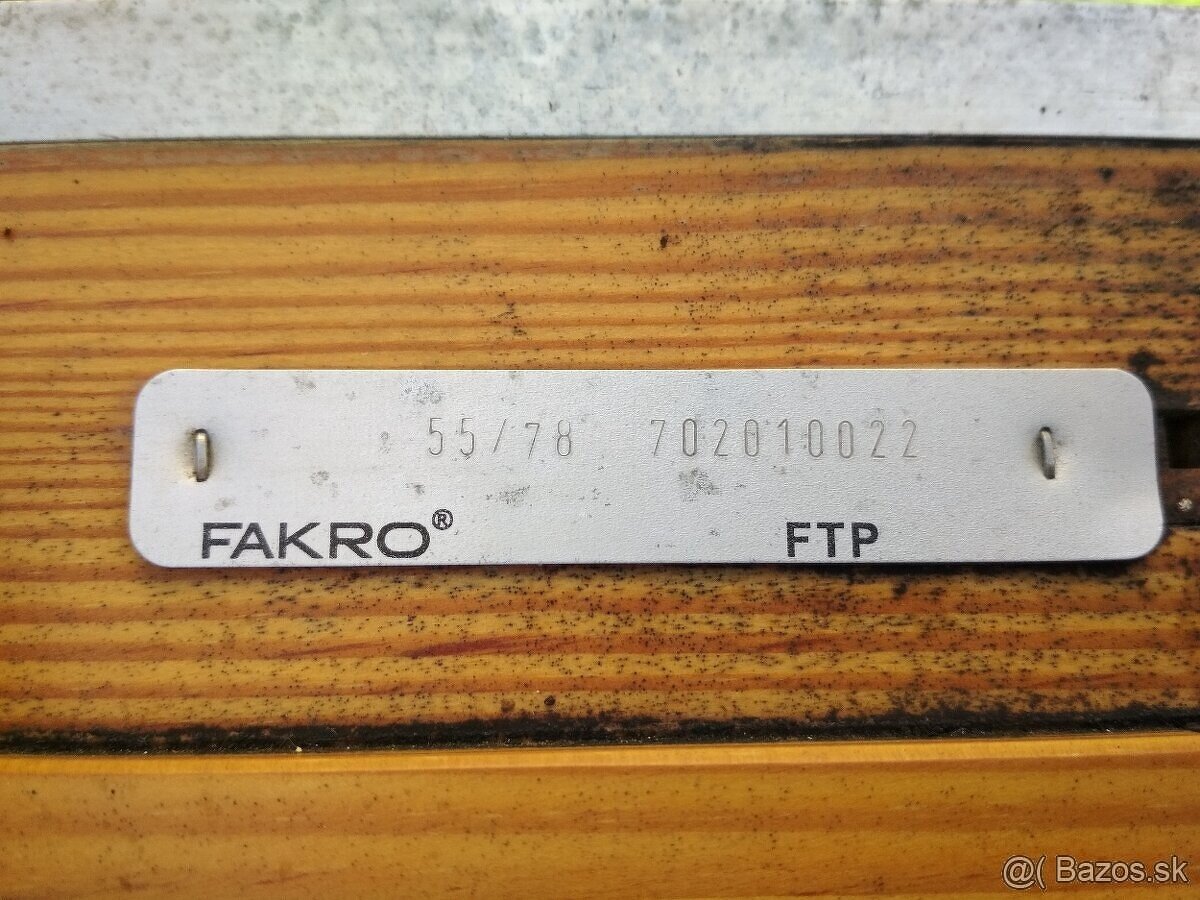 55/78 702010022
FAKRO® FTP
@( Bazos.sk